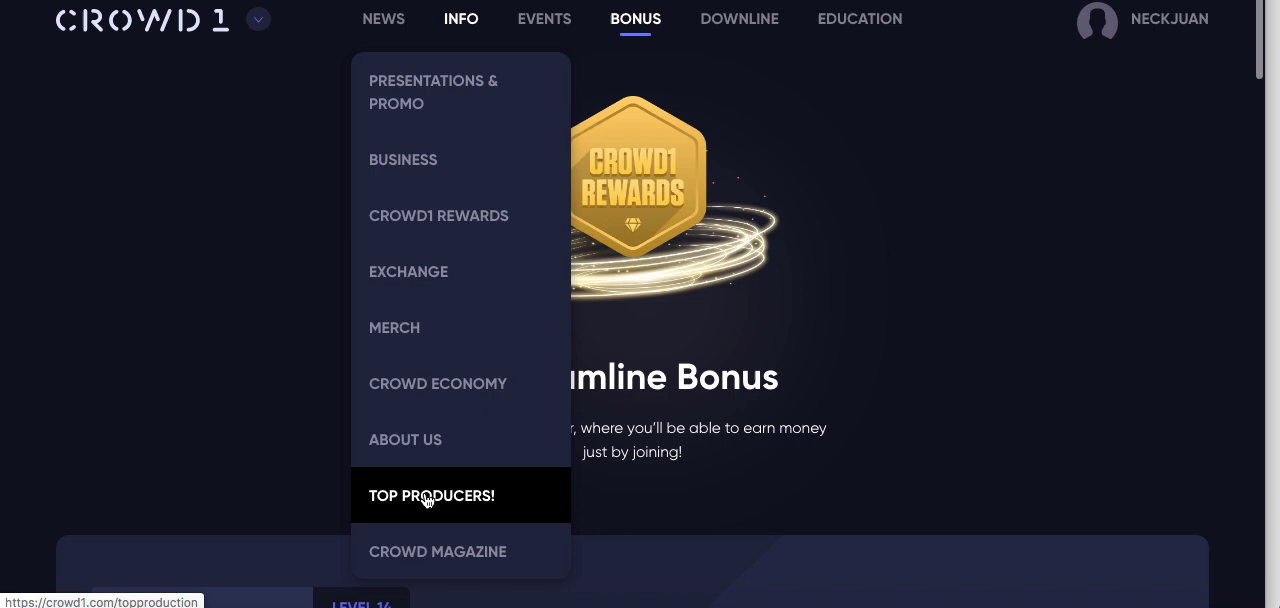 CROWD1
NEWS
INFO
EVENTS
BONUS
DOWNLINE
EDUCATION
NECKJUAN
PRESENTATIONS &
PROMO
BUSINESS
CROWD1 REWARDS
EXCHANGE
MERCH
CROWD ECONOMY
ABOUT US
TOP PRODUCERS!
CROWD MAGAZINE
CROWD1
REWARDS
Bonus
, where you'll be able to earn money
just by joining!
LEVEL 14
https://crowd1.com/topproduction